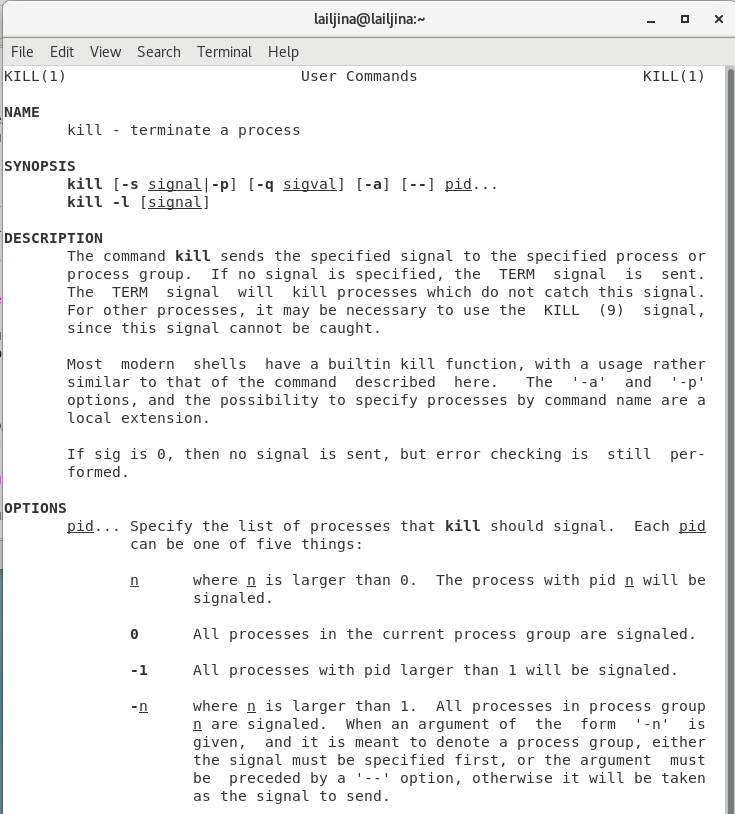 lailjina@lailjina:~
File Edit View Search Terminal Help
KILL(1) User Commands KILL(1)
NAME
kill - terminate a process
SYNOPSIS
kill [-s signal|-p] [-q sigval] [-a] [--] pid...
kill -l [signal]
DESCRIPTION
The command kill sends the specified signal to the specified process or
process group. If no signal is specified, the TERM signal is sent.
The TERM signal will kill processes which do not catch this signal.
For other processes, it may be necessary to use the KILL (9) signal,
since this signal cannot be caught.
Most modern shells have a builtin kill function, with a usage rather
similar to that of the command described here. The '-a' and '-p'
options, and the possibility to specify processes by command name are a
local extension.
If sig is 0, then no signal is sent, but error checking is still per-
formed.
OPTIONS
pid... Specify the list of processes that kill should signal. Each pid
can be one of five things:
n where n is larger than 0. The process with pid n will be
signaled.
0 All processes in the current process group are signaled.
-1 All processes with pid larger than 1 will be signaled.
-n where n is larger than 1. All processes in process group
n are signaled. When an argument of the form '-n' is
given, and it is meant to denote a process group, either
the signal must be specified first, or the argument must
be preceded by a '--' option, otherwise it will be taken
as the signal to send.